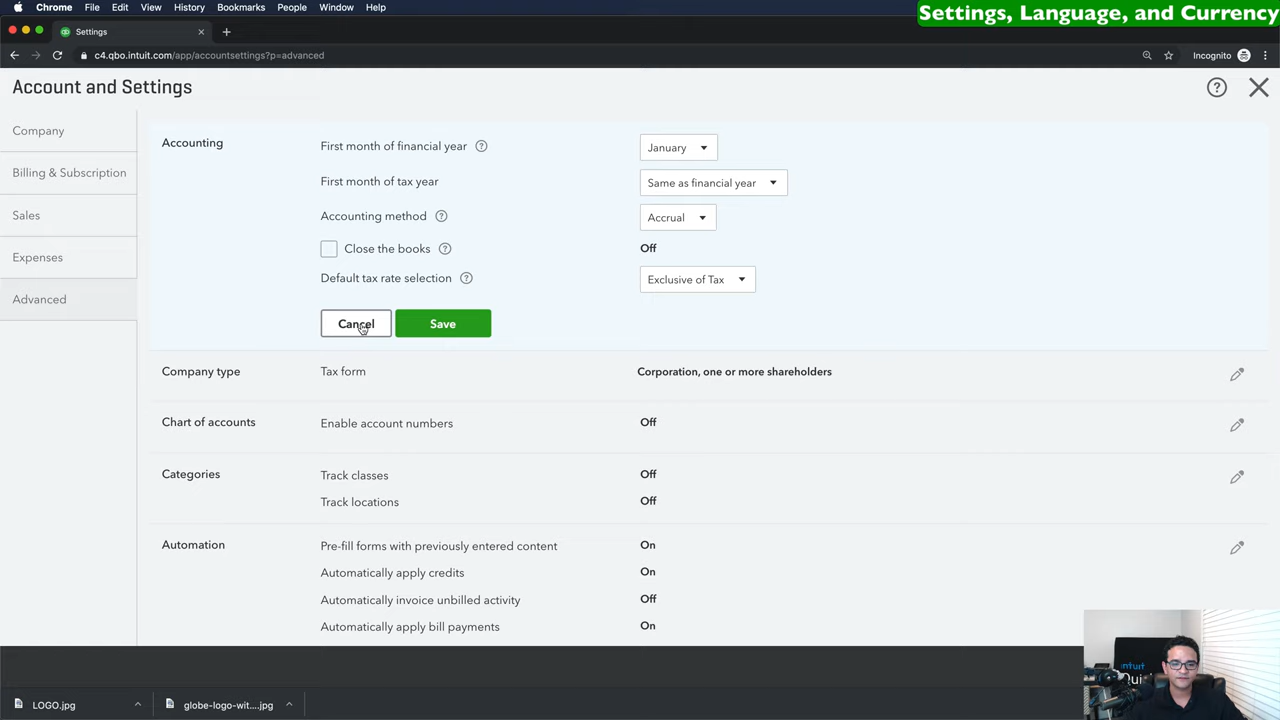 Chrome File Edit View History Bookmarks People Window Help
Settings, Language, and Currency
Settings
c4.qbo.intuit.com/app/accountsettings?p=advanced
Incognito
Account and Settings
Company
Billing & Subscription
Sales
Expenses
Advanced
Accounting
First month of financial year ? January
First month of tax year Same as financial year
Accounting method ? Accrual
Close the books ? Off
Default tax rate selection ? Exclusive of Tax
Cancel Save
Company type Tax form Corporation, one or more shareholders
Chart of accounts Enable account numbers Off
Categories Track classes Off
Track locations Off
Automation Pre-fill forms with previously entered content On
Automatically apply credits On
Automatically invoice unbilled activity Off
Automatically apply bill payments On
intuit
Qui
LOGO.jpg
globe-logo-wit....jpg